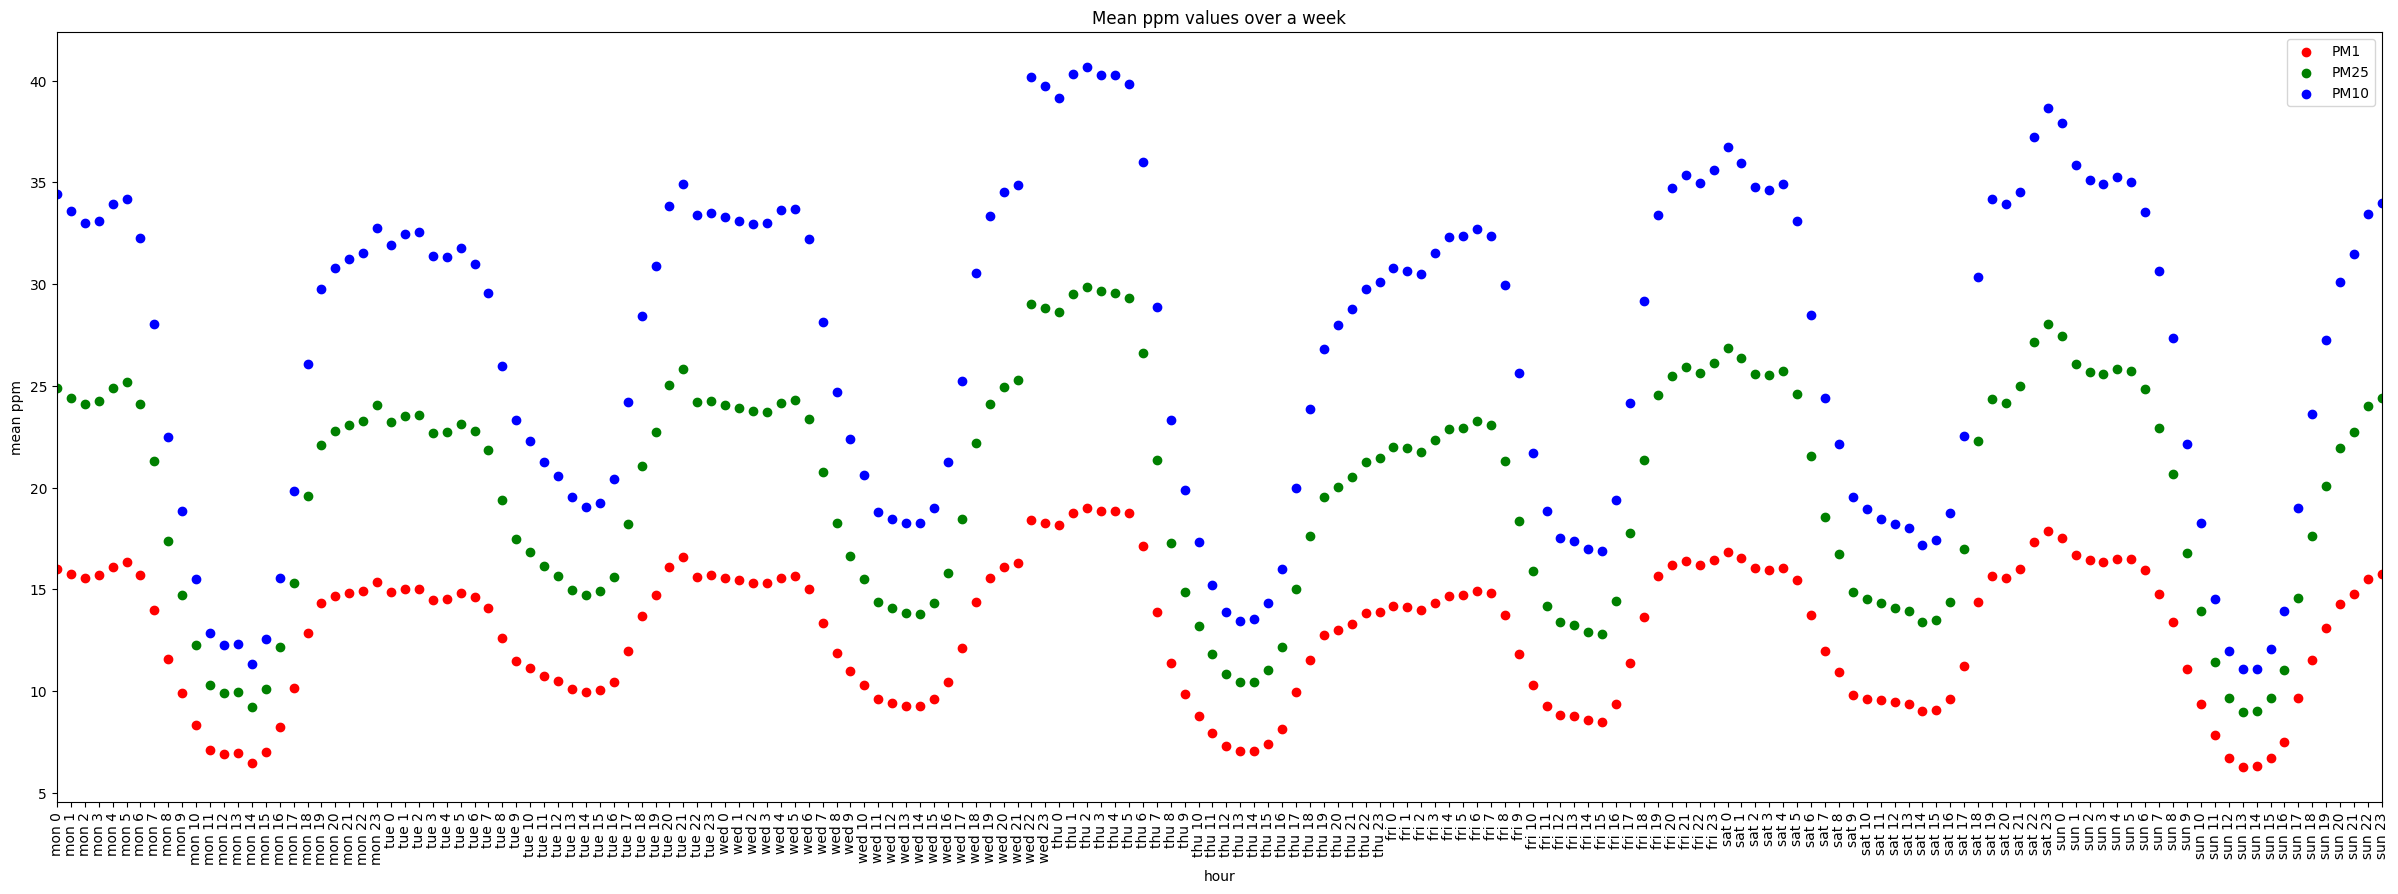 Mean ppm values over a week
PM1
PM25
PM10
40
35
30
25
20
15
10
5
mean ppm
mon 0
mon 1
mon 2
mon 3
mon 4
mon 5
mon 6
mon 7
mon 8
mon 9
mon 10
mon 11
mon 12
mon 13
mon 14
mon 15
mon 16
mon 17
mon 18
mon 19
mon 20
mon 21
mon 22
mon 23
tue 0
tue 1
tue 2
tue 3
tue 4
tue 5
tue 6
tue 7
tue 8
tue 9
tue 10
tue 11
tue 12
tue 13
tue 14
tue 15
tue 16
tue 17
tue 18
tue 19
tue 20
tue 21
tue 22
tue 23
wed 0
wed 1
wed 2
wed 3
wed 4
wed 5
wed 6
wed 7
wed 8
wed 9
wed 10
wed 11
wed 12
wed 13
wed 14
wed 15
wed 16
wed 17
wed 18
wed 19
wed 20
wed 21
wed 22
wed 23
thu 0
thu 1
thu 2
thu 3
thu 4
thu 5
thu 6
thu 7
thu 8
thu 9
thu 10
thu 11
thu 12
thu 13
thu 14
thu 15
thu 16
thu 17
thu 18
thu 19
thu 20
thu 21
thu 22
thu 23
fri 0
fri 1
fri 2
fri 3
fri 4
fri 5
fri 6
fri 7
fri 8
fri 9
fri 10
fri 11
fri 12
fri 13
fri 14
fri 15
fri 16
fri 17
fri 18
fri 19
fri 20
fri 21
fri 22
fri 23
sat 0
sat 1
sat 2
sat 3
sat 4
sat 5
sat 6
sat 7
sat 8
sat 9
sat 10
sat 11
sat 12
sat 13
sat 14
sat 15
sat 16
sat 17
sat 18
sat 19
sat 20
sat 21
sat 22
sat 23
sun 0
sun 1
sun 2
sun 3
sun 4
sun 5
sun 6
sun 7
sun 8
sun 9
sun 10
sun 11
sun 12
sun 13
sun 14
sun 15
sun 16
sun 17
sun 18
sun 19
sun 20
sun 21
sun 22
sun 23
hour